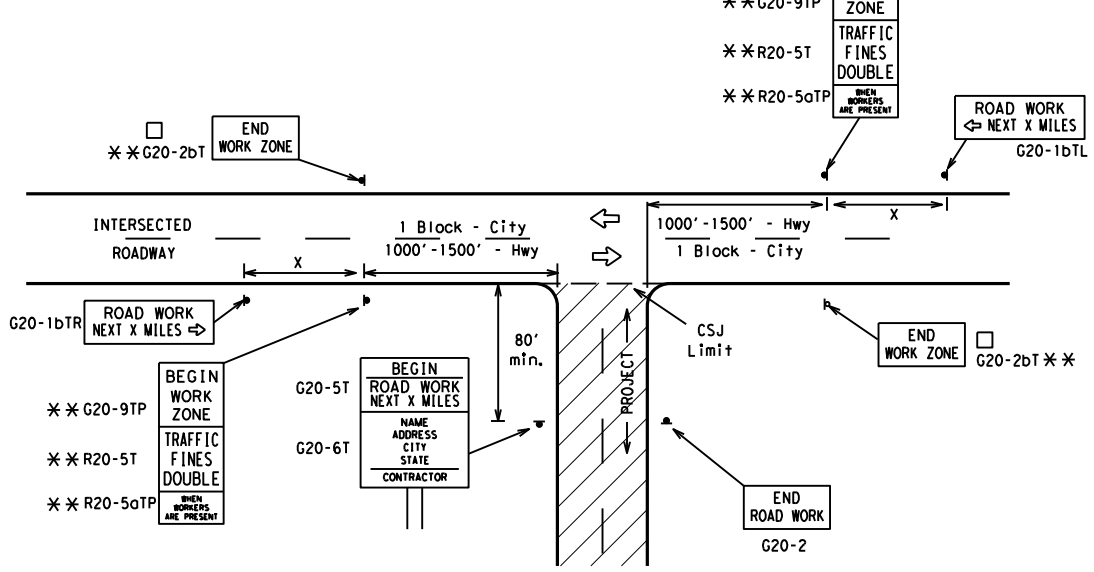 ✳✳G20-9TP
ZONE
TRAFFIC
FINES
DOUBLE
✳✳R20-5T
WHEN
WORKERS
ARE PRESENT
✳✳R20-5aTP
ROAD WORK
⇦ NEXT X MILES
G20-1bTL
END
WORK ZONE
□
✳✳G20-2bT
INTERSECTED
ROADWAY
1 Block - City
1000'-1500' - Hwy
1000'-1500' - Hwy
1 Block - City
X
X
ROAD WORK
NEXT X MILES ⇨
G20-1bTR
80'
min.
CSJ
Limit
PROJECT
END
WORK ZONE
□
G20-2bT ✳✳
BEGIN
WORK
ZONE
✳✳G20-9TP
TRAFFIC
FINES
DOUBLE
✳✳R20-5T
WHEN
WORKERS
ARE PRESENT
✳✳R20-5aTP
BEGIN
ROAD WORK
NEXT X MILES
G20-5T
NAME
ADDRESS
CITY
STATE
CONTRACTOR
G20-6T
END
ROAD WORK
G20-2